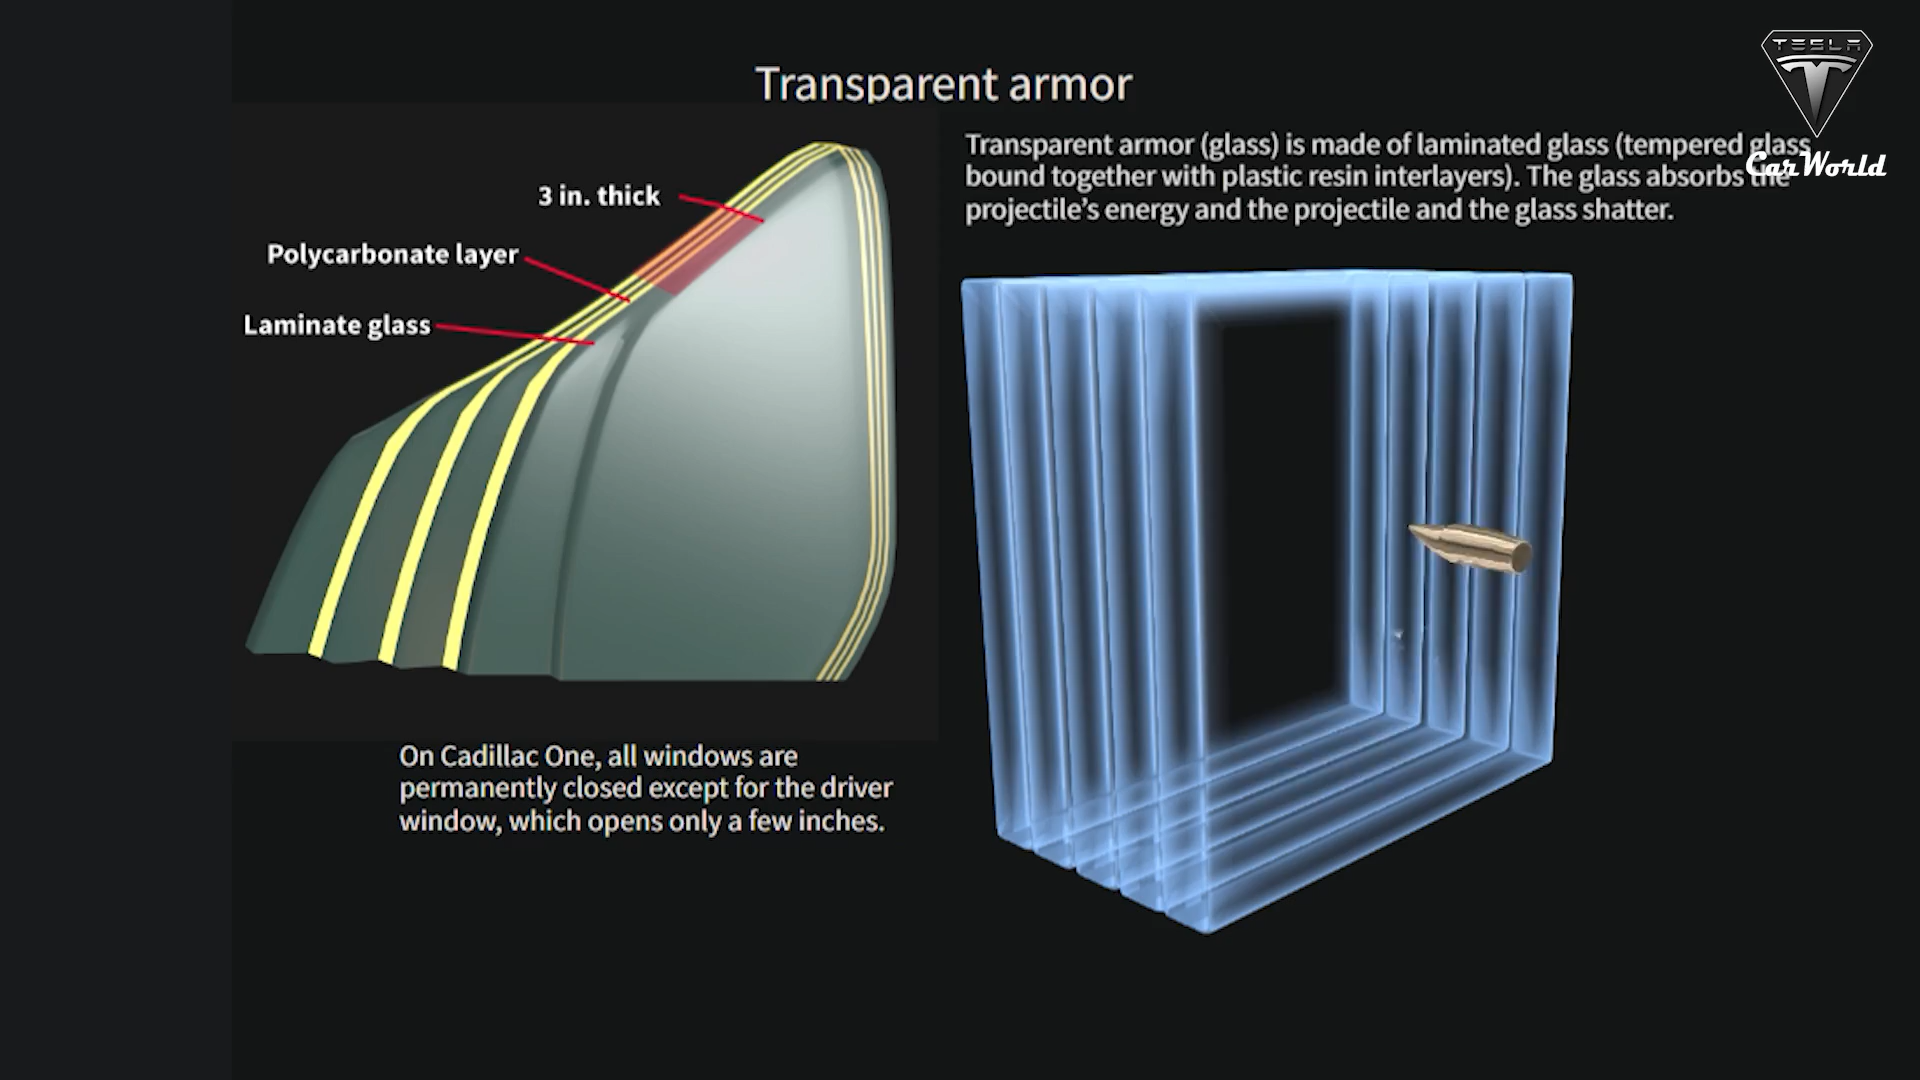 Transparent armor
TESLA
CarWorld
Transparent armor (glass) is made of laminated glass (tempered glass
bound together with plastic resin interlayers). The glass absorbs the
projectile's energy and the projectile and the glass shatter.
3 in. thick
Polycarbonate layer
Laminate glass
On Cadillac One, all windows are
permanently closed except for the driver
window, which opens only a few inches.